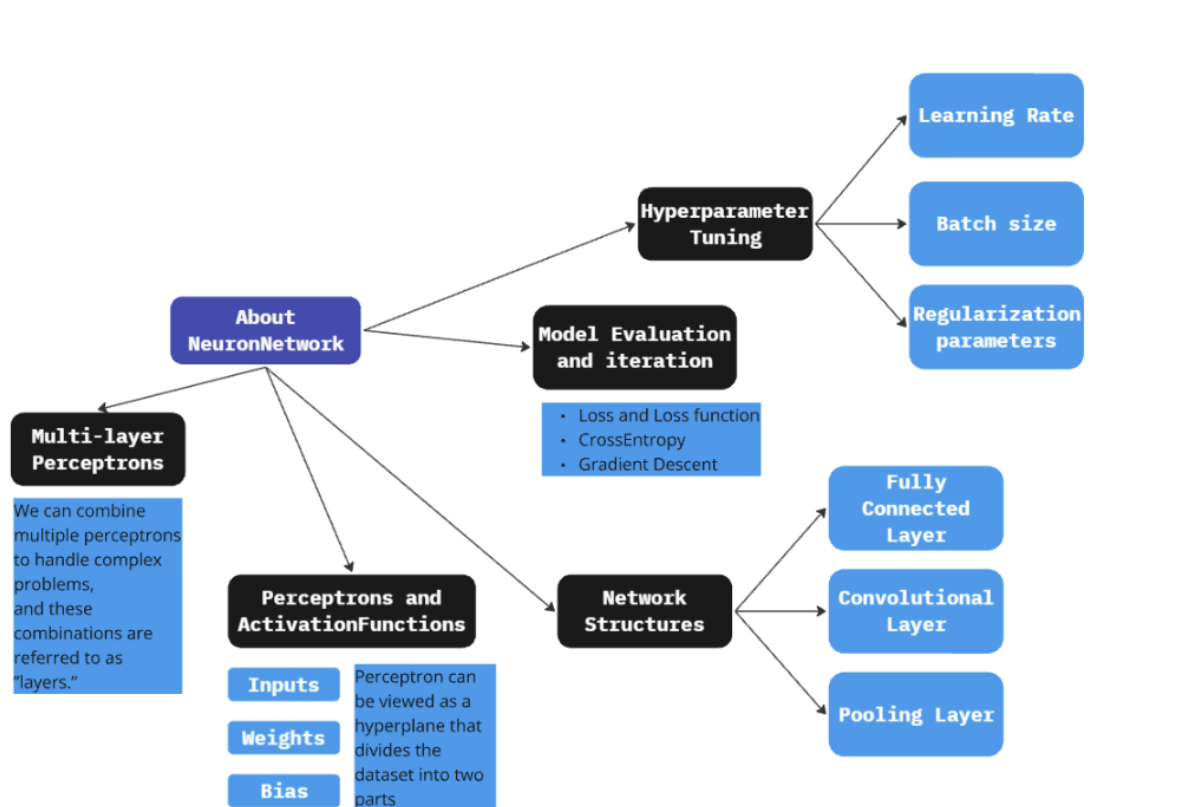 Learning Rate
Hyperparameter
Tuning
Batch size
About
NeuronNetwork
Model Evaluation
and iteration
Regularization
parameters
• Loss and Loss function
• CrossEntropy
• Gradient Descent
Multi-layer
Perceptrons
We can combine
multiple perceptrons
to handle complex
problems,
and these
combinations are
referred to as
"layers."
Fully
Connected
Layer
Perceptrons and
ActivationFunctions
Network
Structures
Convolutional
Layer
Pooling Layer
Inputs
Weights
Bias
Perceptron can
be viewed as a
hyperplane that
divides the
dataset into two
parts